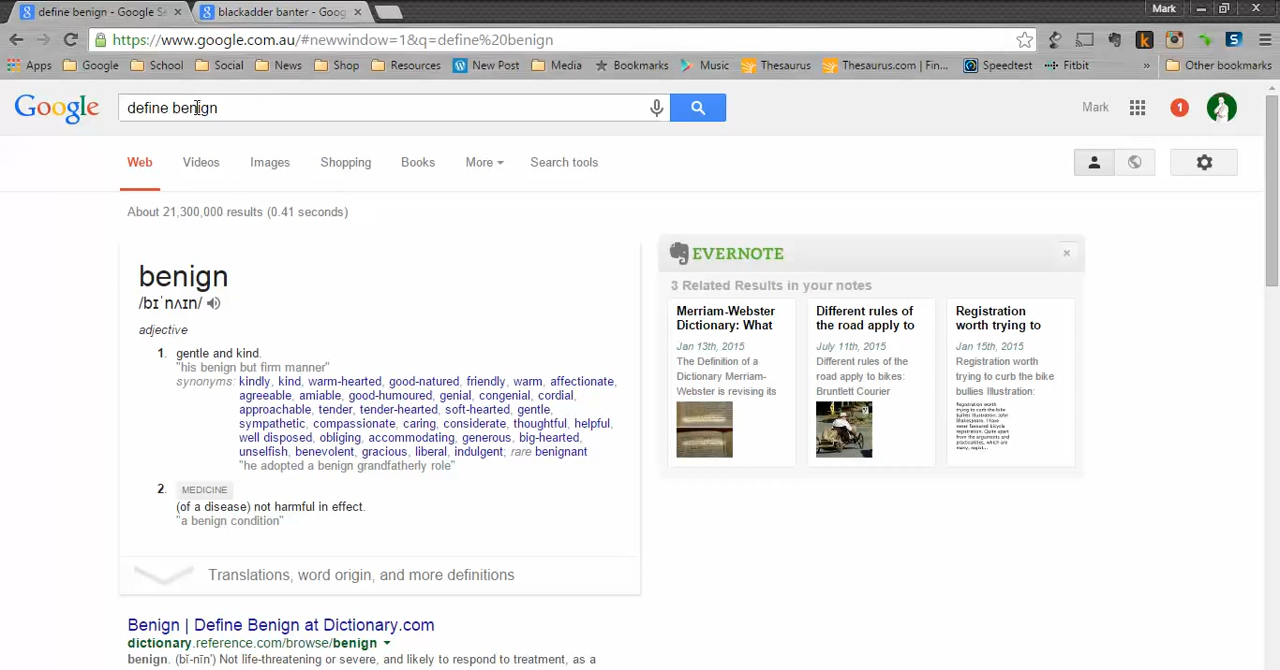 define benign - Google Se
blackadder banter - Goog
Mark
https://www.google.com.au/#newwindow=1&q=define%20benign
Apps
Google
School
Social
News
Shop
Resources
New Post
Media
Bookmarks
Music
Thesaurus
Thesaurus.com | Fin...
Speedtest
Fitbit
»
Other bookmarks
Google
define benign
Mark
1
Web
Videos
Images
Shopping
Books
More
Search tools
About 21,300,000 results (0.41 seconds)
benign
/bɪˈnʌɪn/
adjective
1. gentle and kind.
"his benign but firm manner"
synonyms: kindly, kind, warm-hearted, good-natured, friendly, warm, affectionate,
agreeable, amiable, good-humoured, genial, congenial, cordial,
approachable, tender, tender-hearted, soft-hearted, gentle,
sympathetic, compassionate, caring, considerate, thoughtful, helpful,
well disposed, obliging, accommodating, generous, big-hearted,
unselfish, benevolent, gracious, liberal, indulgent; rare benignant
"he adopted a benign grandfatherly role"
2. MEDICINE
(of a disease) not harmful in effect.
"a benign condition"
Translations, word origin, and more definitions
EVERNOTE
3 Related Results in your notes
Merriam-Webster
Dictionary: What
Jan 13th, 2015
The Definition of a
Dictionary Merriam-
Webster is revising its
Different rules of
the road apply to
July 11th, 2015
Different rules of the
road apply to bikes:
Bruntlett Courier
Registration
worth trying to
Jan 15th, 2015
Registration worth
trying to curb the bike
bullies Illustration:
Benign | Define Benign at Dictionary.com
dictionary.reference.com/browse/benign
benign. (bĭ-nīn') Not life-threatening or severe, and likely to respond to treatment, as a